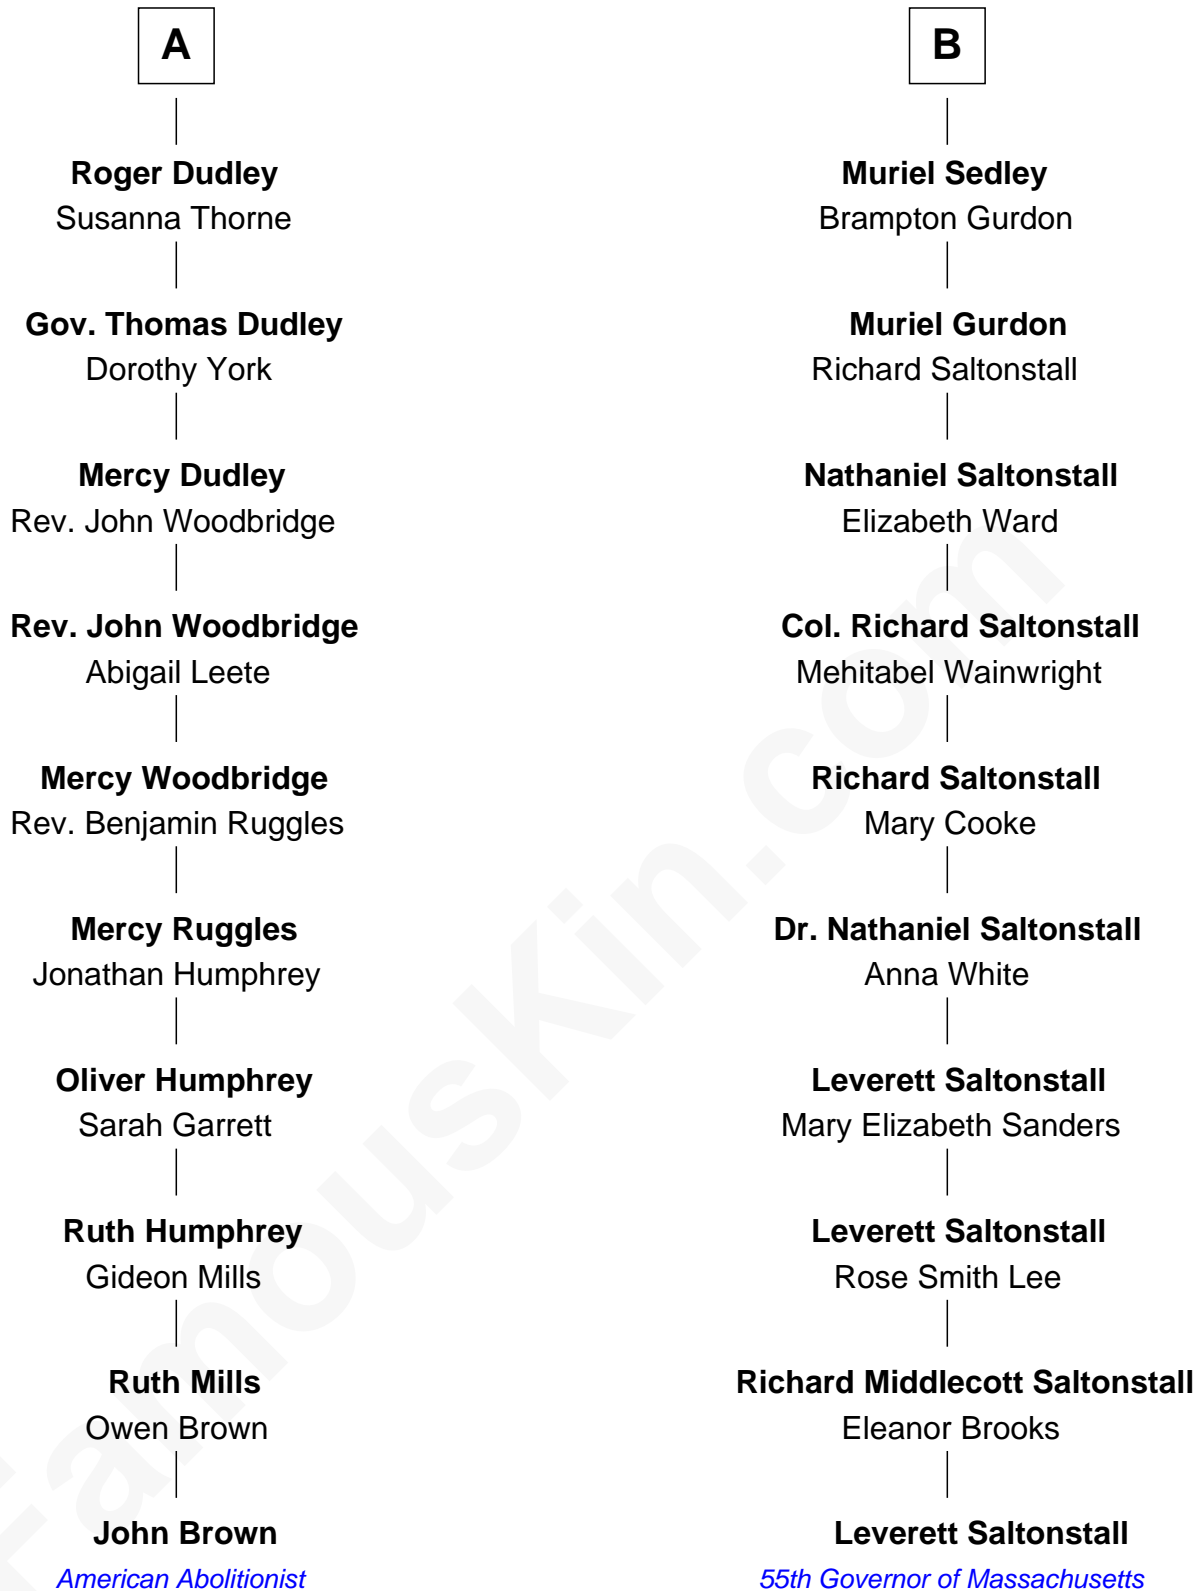 A
Roger Dudley
Susanna Thorne
Gov. Thomas Dudley
Dorothy York
Mercy Dudley
Rev. John Woodbridge
Rev. John Woodbridge
Abigail Leete
Mercy Woodbridge
Rev. Benjamin Ruggles
Mercy Ruggles
Jonathan Humphrey
Oliver Humphrey
Sarah Garrett
Ruth Humphrey
Gideon Mills
Ruth Mills
Owen Brown
John Brown
American Abolitionist
B
Muriel Sedley
Brampton Gurdon
Muriel Gurdon
Richard Saltonstall
Nathaniel Saltonstall
Elizabeth Ward
Col. Richard Saltonstall
Mehitabel Wainwright
Richard Saltonstall
Mary Cooke
Dr. Nathaniel Saltonstall
Anna White
Leverett Saltonstall
Mary Elizabeth Sanders
Leverett Saltonstall
Rose Smith Lee
Richard Middlecott Saltonstall
Eleanor Brooks
Leverett Saltonstall
55th Governor of Massachusetts
FamousKin.com